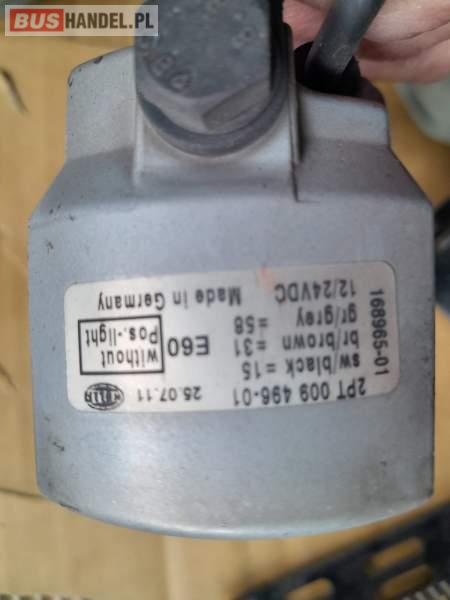 BUSHANDEL.PL
2PT 009 496-01
sw/black = 15
br/brown = 31
gr/grey = 58
12/24VDC
Made in Germany
168965-01
HELLA
25.07.11
E60
without
Pos.-light